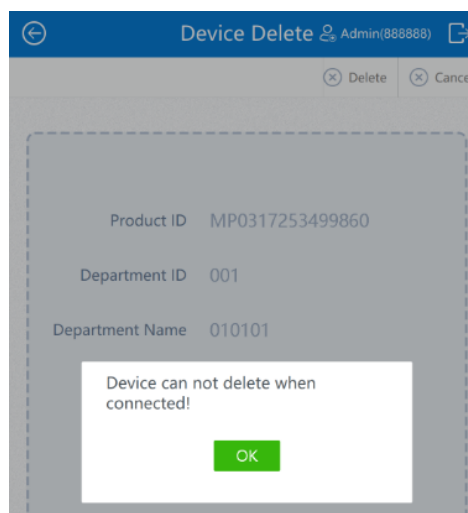 Device Delete Admin(888888)
Delete Cance
Product ID MP0317253499860
Department ID 001
Department Name 010101
Device can not delete when
connected!
OK